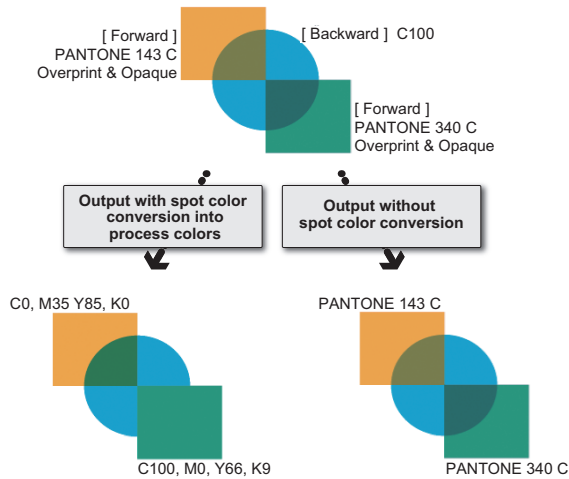 [ Forward ]
PANTONE 143 C
Overprint & Opaque
[ Backward ] C100
[ Forward ]
PANTONE 340 C
Overprint & Opaque
Output with spot color
conversion into
process colors
Output without
spot color conversion
C0, M35 Y85, K0
C100, M0, Y66, K9
PANTONE 143 C
PANTONE 340 C